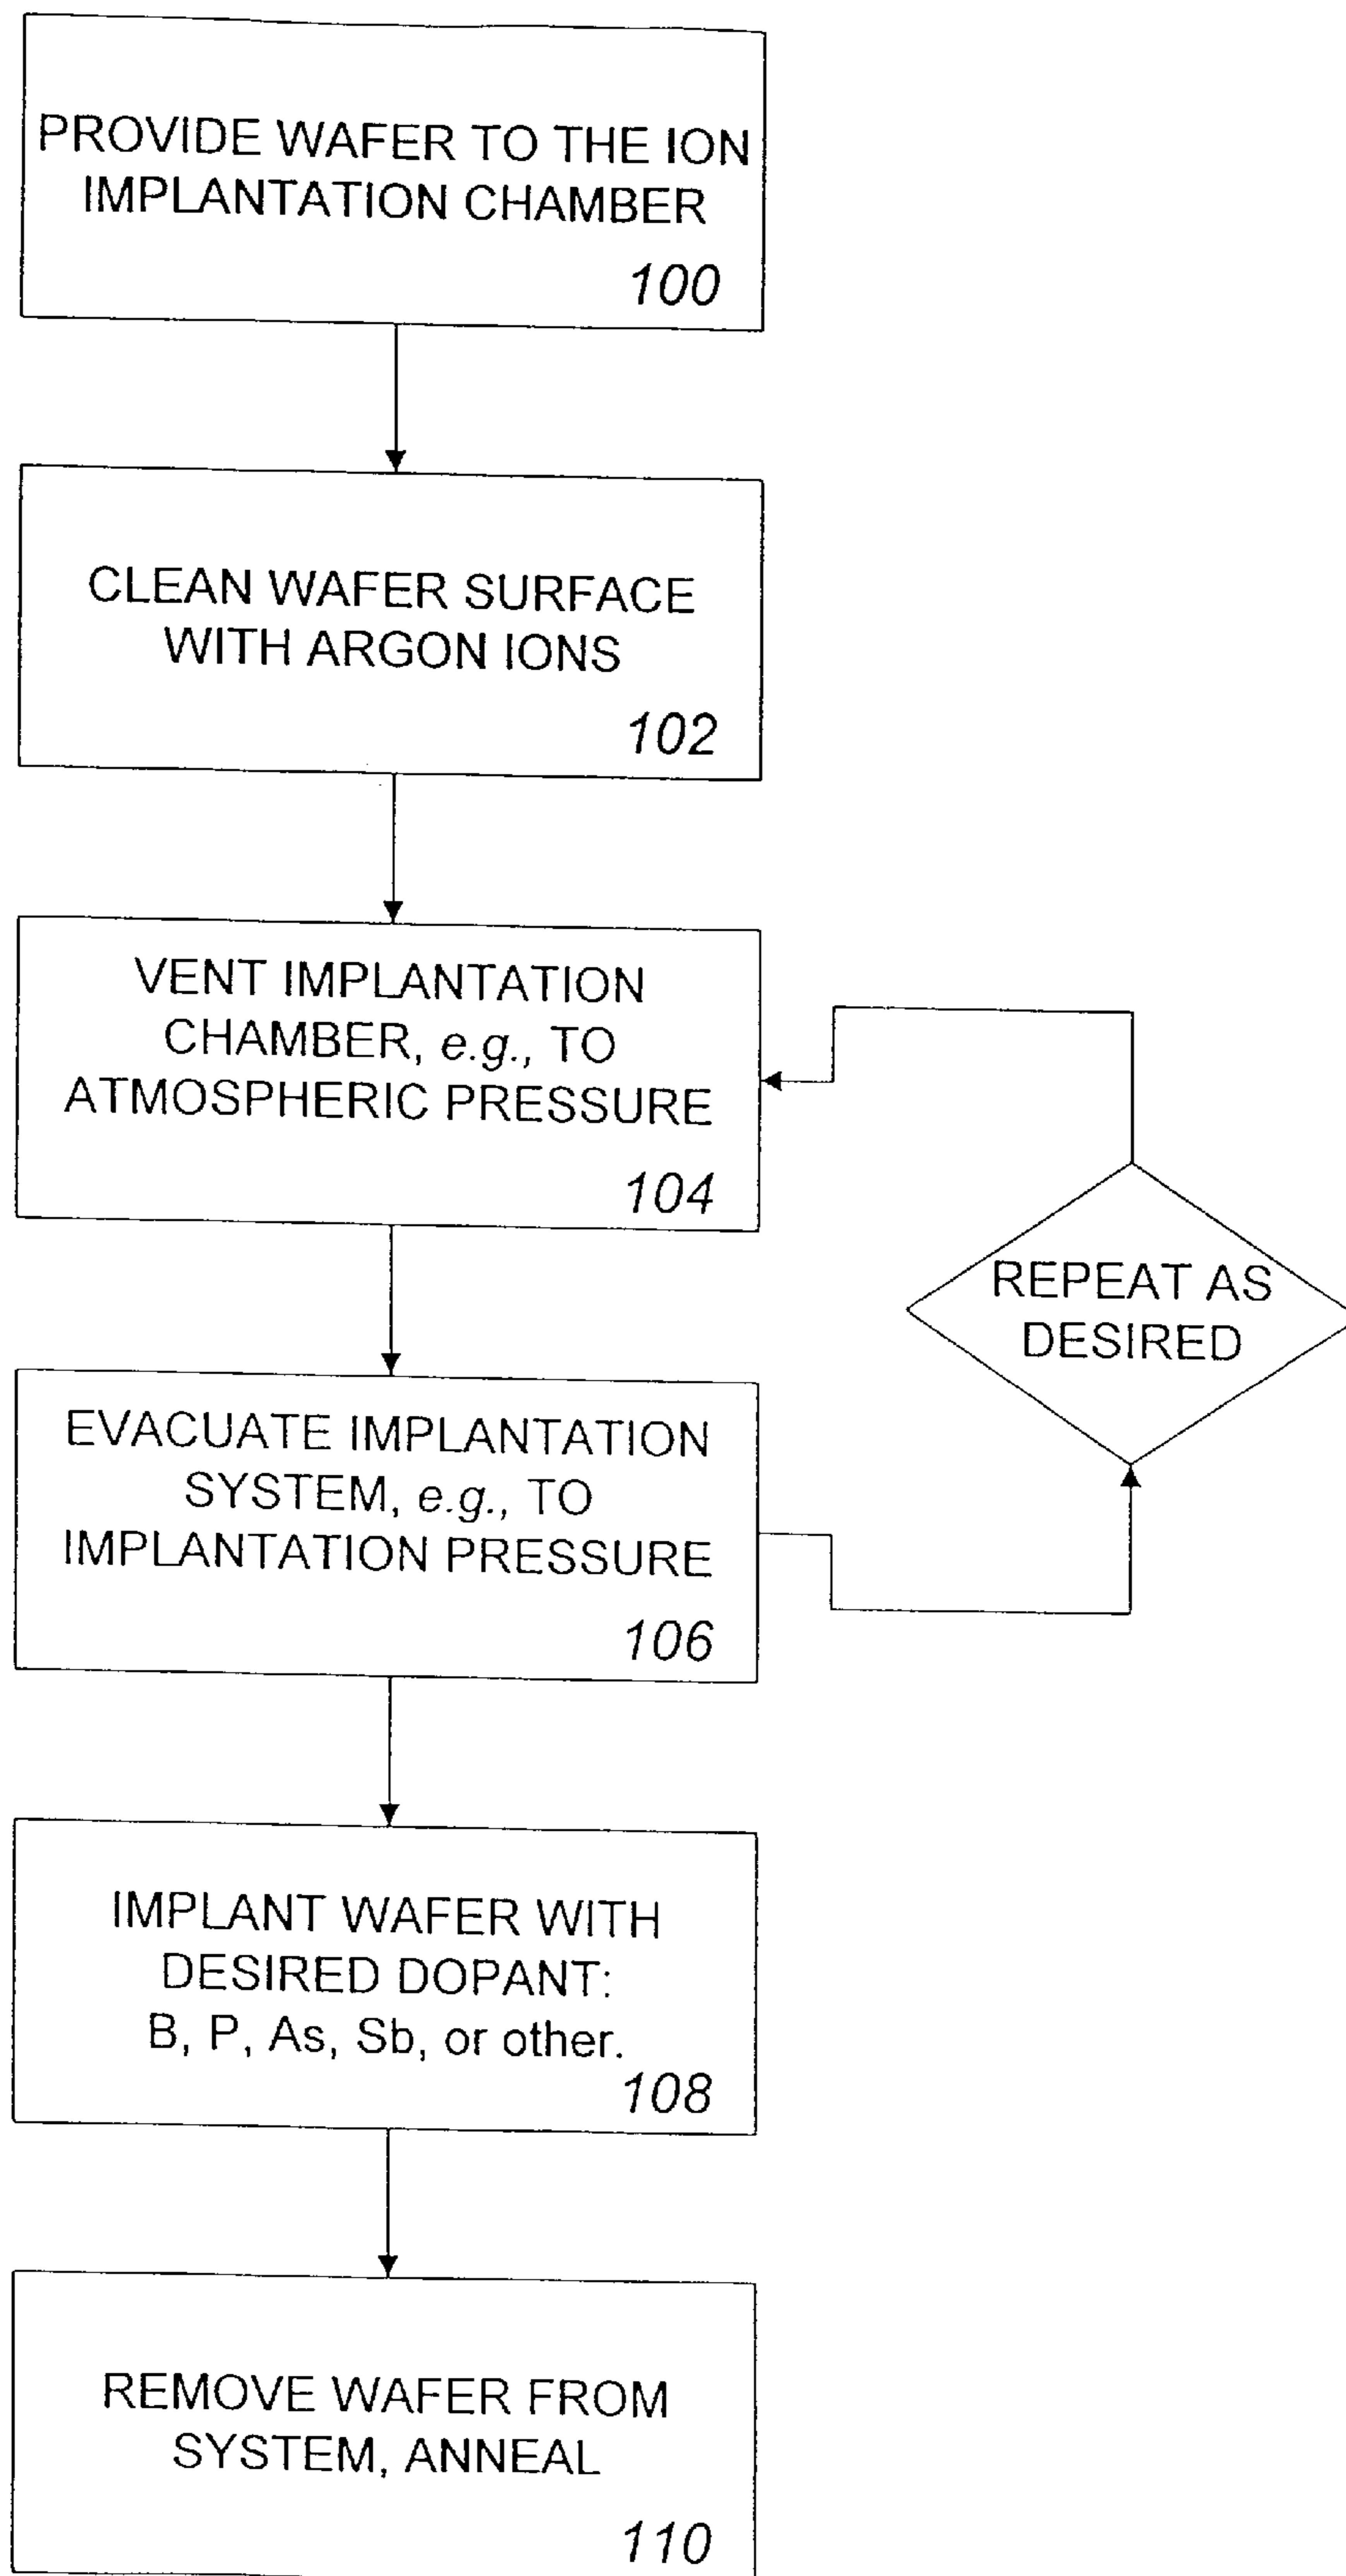 PROVIDE WAFER TO THE ION
IMPLANTATION CHAMBER
100
CLEAN WAFER SURFACE
WITH ARGON IONS
102
VENT IMPLANTATION
CHAMBER, e.g., TO
ATMOSPHERIC PRESSURE
104
REPEAT AS
DESIRED
EVACUATE IMPLANTATION
SYSTEM, e.g., TO
IMPLANTATION PRESSURE
106
IMPLANT WAFER WITH
DESIRED DOPANT:
B, P, As, Sb, or other.
108
REMOVE WAFER FROM
SYSTEM, ANNEAL
110